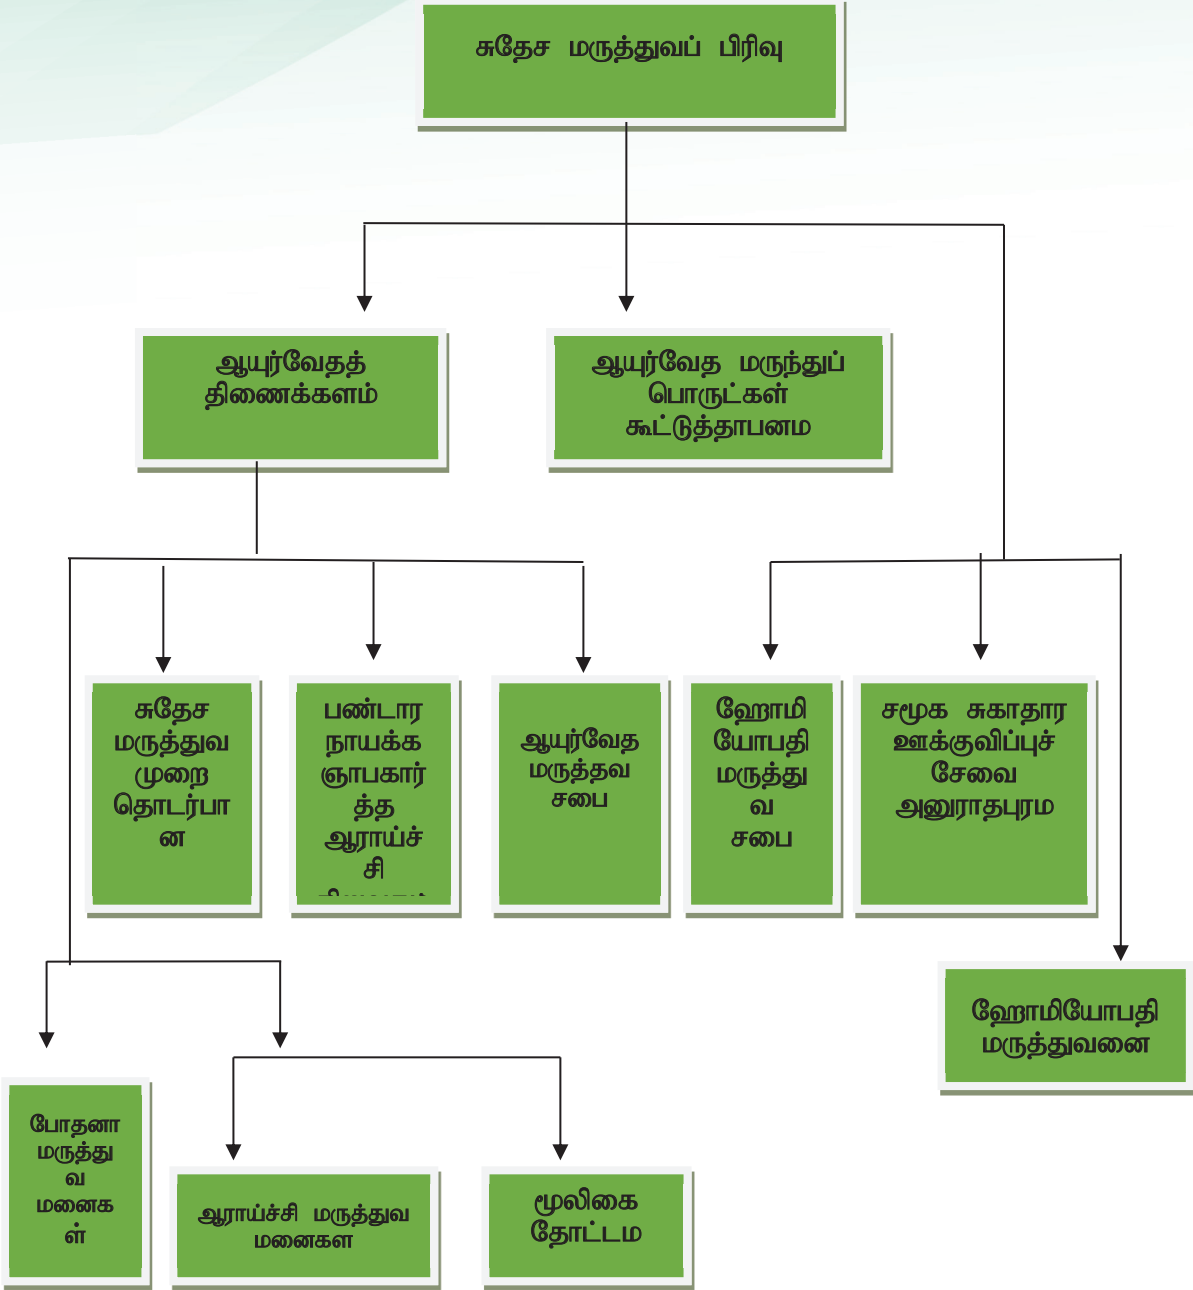 சுதேச மருத்துவப் பிரிவு
ஆயுர்வேதத்
திணைக்களம்
ஆயுர்வேத மருந்துப்
பொருட்கள்
கூட்டுத்தாபனம
சுதேச
மருத்துவ
முறை
தொடர்பா
ன
பண்டார
நாயக்க
ஞாபகார்
த்த
ஆராய்ச்
சி
ஆயுர்வேத
மருத்தவ
சபை
ஹோமி
யோபதி
மருத்து
வ
சபை
சமூக சுகாதார
ஊக்குவிப்புச்
சேவை
அனுராதபுரம
ஹோமியோபதி
மருத்துவனை
போதனா
மருத்து
வ
மனைக
ள்
ஆராய்ச்சி மருத்துவ
மனைகள
மூலிகை
தோட்டம